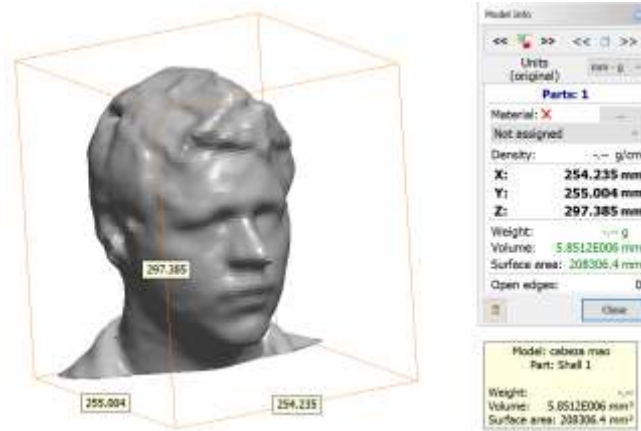 297.385
255.004
254.235
Model info
<< >> << >>
Units
(original)
mm - g
Parts: 1
Material: X
...
Not assigned
Density: -,-- g/cm
X: 254.235 mm
Y: 255.004 mm
Z: 297.385 mm
Weight: -,-- g
Volume: 5.8512E006 mm
Surface area: 208306.4 mm
Open edges: 0
Close
Model: cabeza mao
Part: Shell 1
Weight: -,--
Volume: 5.8512E006 mm³
Surface area: 208306.4 mm²